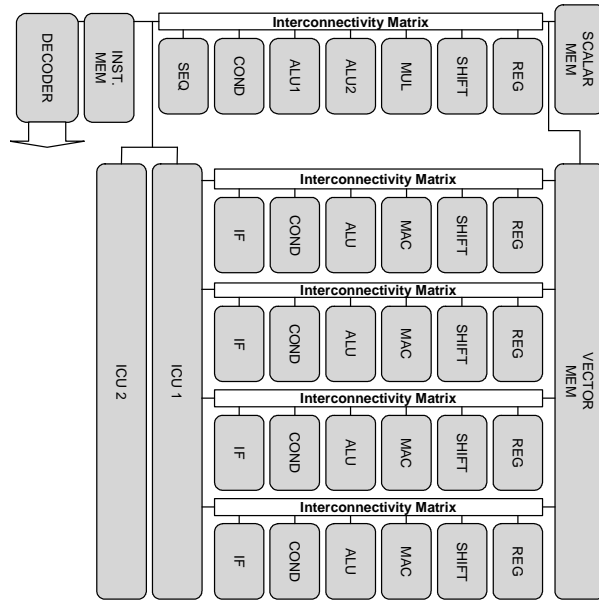 Interconnectivity Matrix
DECODER
INST.
MEM
SEQ
COND
ALU1
ALU2
MUL
SHIFT
REG
SCALAR
MEM
Interconnectivity Matrix
IF
COND
ALU
MAC
SHIFT
REG
Interconnectivity Matrix
IF
COND
ALU
MAC
SHIFT
REG
Interconnectivity Matrix
IF
COND
ALU
MAC
SHIFT
REG
Interconnectivity Matrix
IF
COND
ALU
MAC
SHIFT
REG
ICU 2
ICU 1
VECTOR
MEM